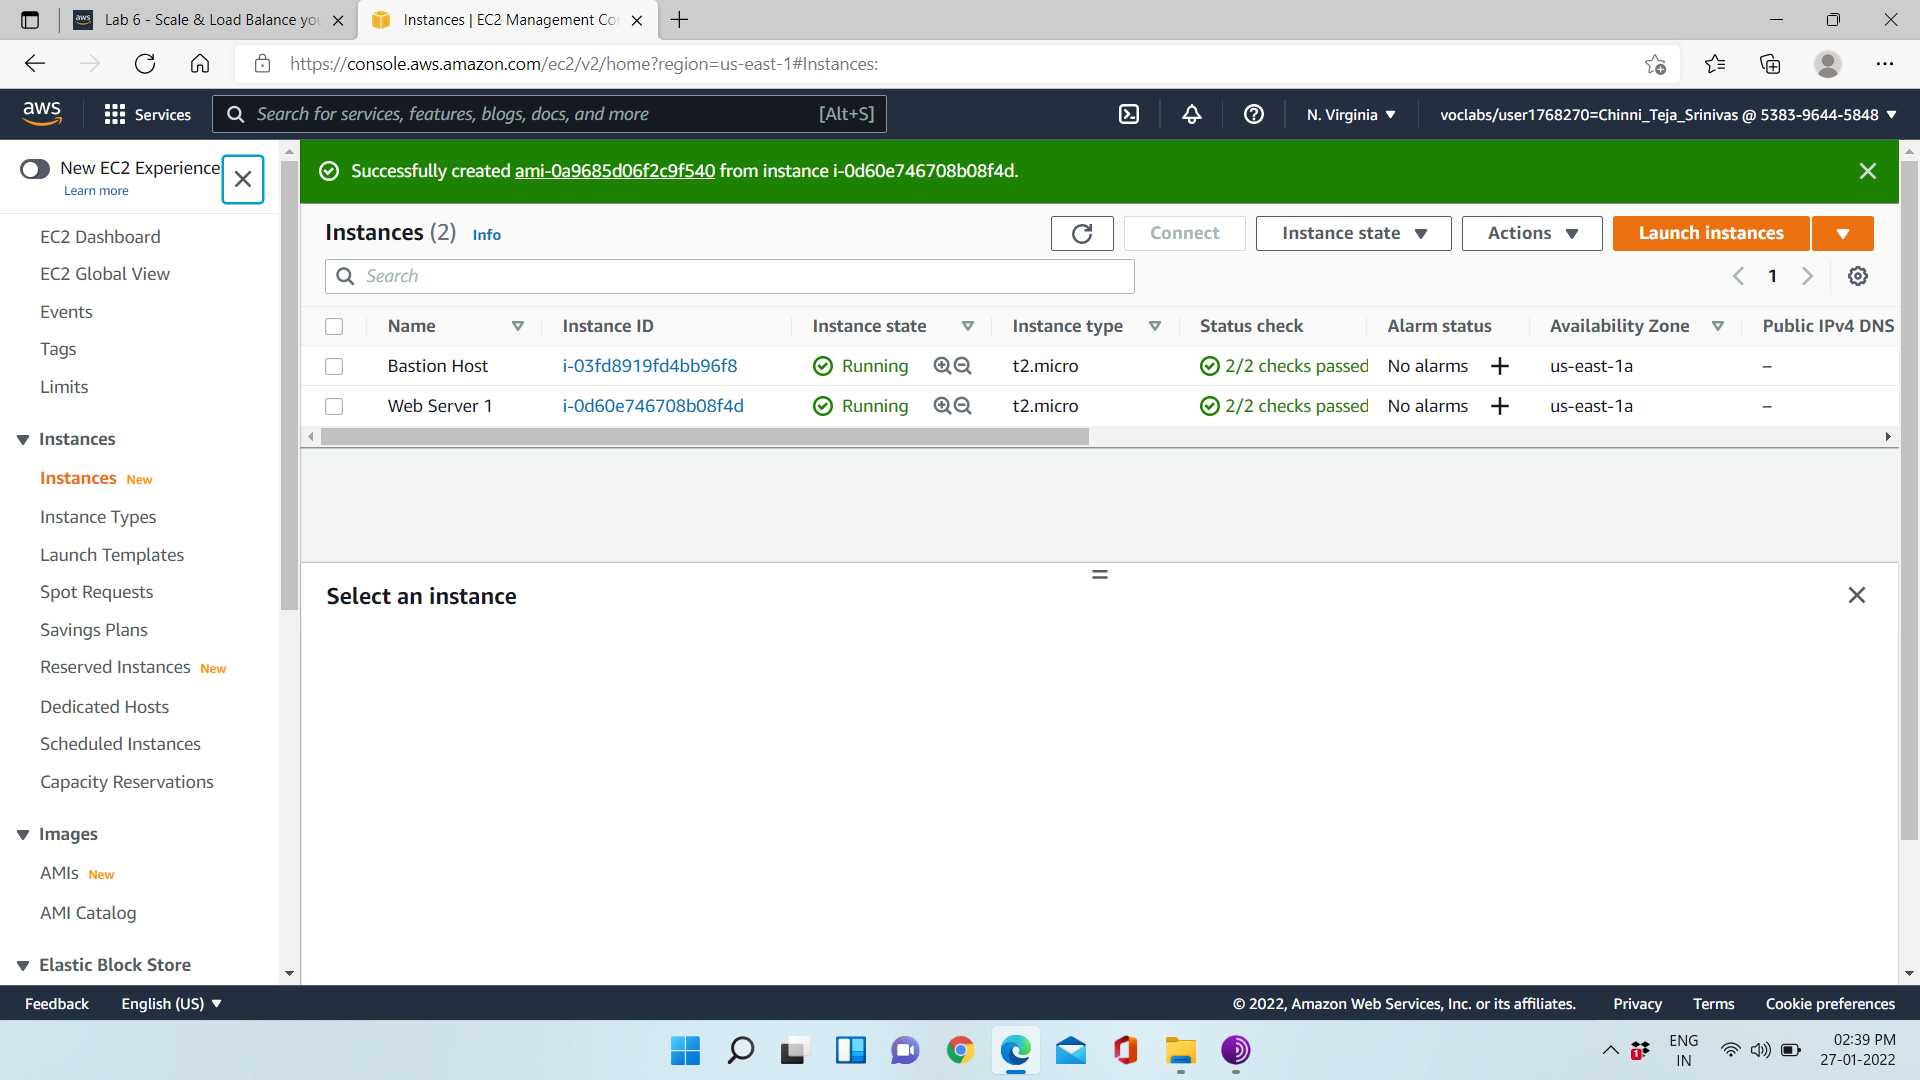 Lab 6 - Scale & Load Balance yo
Instances | EC2 Management Co
https://console.aws.amazon.com/ec2/v2/home?region=us-east-1#Instances:
aws
Services
Search for services, features, blogs, docs, and more
[Alt+S]
N. Virginia
voclabs/user1768270=Chinni_Teja_Srinivas @ 5383-9644-5848
New EC2 Experience
Learn more
EC2 Dashboard
EC2 Global View
Events
Tags
Limits
Instances
Instances New
Instance Types
Launch Templates
Spot Requests
Savings Plans
Reserved Instances New
Dedicated Hosts
Scheduled Instances
Capacity Reservations
Images
AMIs New
AMI Catalog
Elastic Block Store
Successfully created ami-0a9685d06f2c9f540 from instance i-0d60e746708b08f4d.
Instances (2) Info
Connect
Instance state
Actions
Launch instances
Search
1
Name Instance ID Instance state Instance type Status check Alarm status Availability Zone Public IPv4 DNS
Bastion Host i-03fd8919fd4bb96f8 Running t2.micro 2/2 checks passed No alarms + us-east-1a –
Web Server 1 i-0d60e746708b08f4d Running t2.micro 2/2 checks passed No alarms + us-east-1a –
Select an instance
Feedback
English (US)
© 2022, Amazon Web Services, Inc. or its affiliates.
Privacy
Terms
Cookie preferences
1
ENG
IN
02:39 PM
27-01-2022